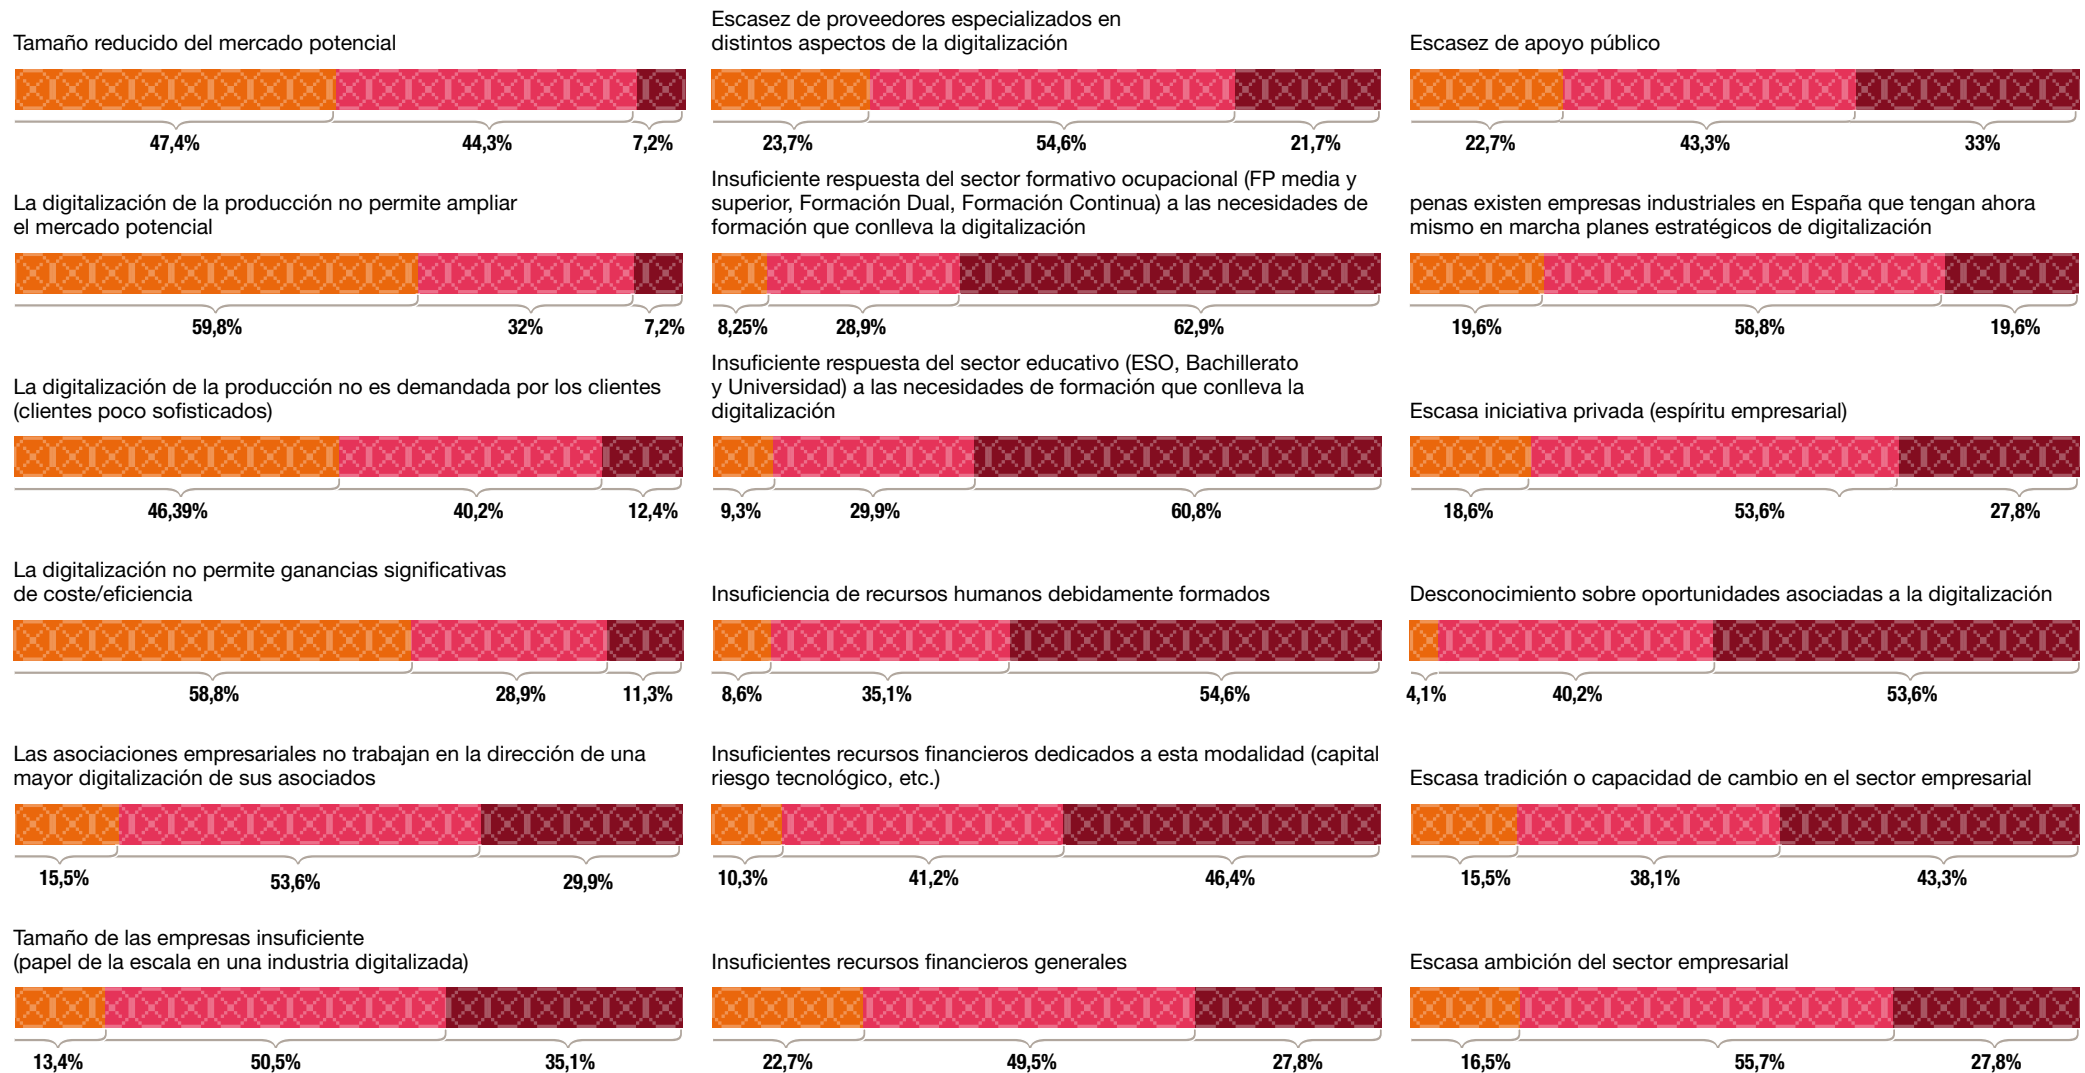 Tamaño reducido del mercado potencial
47,4% 44,3% 7,2%
La digitalización de la producción no permite ampliar
el mercado potencial
59,8% 32% 7,2%
La digitalización de la producción no es demandada por los clientes
(clientes poco sofisticados)
46,39% 40,2% 12,4%
La digitalización no permite ganancias significativas
de coste/eficiencia
58,8% 28,9% 11,3%
Las asociaciones empresariales no trabajan en la dirección de una
mayor digitalización de sus asociados
15,5% 53,6% 29,9%
Tamaño de las empresas insuficiente
(papel de la escala en una industria digitalizada)
13,4% 50,5% 35,1%
Escasez de proveedores especializados en
distintos aspectos de la digitalización
23,7% 54,6% 21,7%
Insuficiente respuesta del sector formativo ocupacional (FP media y
superior, Formación Dual, Formación Continua) a las necesidades de
formación que conlleva la digitalización
8,25% 28,9% 62,9%
Insuficiente respuesta del sector educativo (ESO, Bachillerato
y Universidad) a las necesidades de formación que conlleva la
digitalización
9,3% 29,9% 60,8%
Insuficiencia de recursos humanos debidamente formados
8,6% 35,1% 54,6%
Insuficientes recursos financieros dedicados a esta modalidad (capital
riesgo tecnológico, etc.)
10,3% 41,2% 46,4%
Insuficientes recursos financieros generales
22,7% 49,5% 27,8%
Escasez de apoyo público
22,7% 43,3% 33%
penas existen empresas industriales en España que tengan ahora
mismo en marcha planes estratégicos de digitalización
19,6% 58,8% 19,6%
Escasa iniciativa privada (espíritu empresarial)
18,6% 53,6% 27,8%
Desconocimiento sobre oportunidades asociadas a la digitalización
4,1% 40,2% 53,6%
Escasa tradición o capacidad de cambio en el sector empresarial
15,5% 38,1% 43,3%
Escasa ambición del sector empresarial
16,5% 55,7% 27,8%